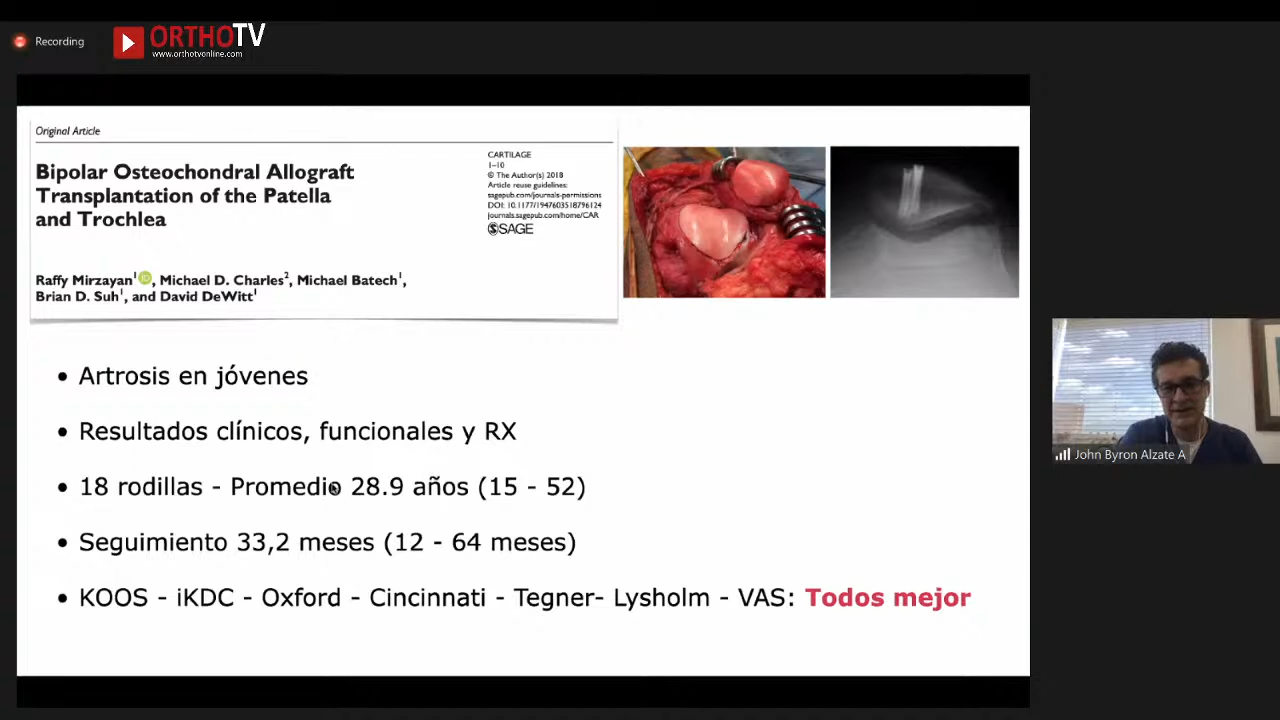 Recording
ORTHOTV
www.orthotvonline.com
Original Article
Bipolar Osteochondral Allograft
Transplantation of the Patella
and Trochlea
CARTILAGE
1–10
© The Author(s) 2018
Article reuse guidelines:
sagepub.com/journals-permissions
DOI: 10.1177/1947603518796124
journals.sagepub.com/home/CAR
SAGE
Raffy Mirzayan1 iD, Michael D. Charles2, Michael Batech1,
Brian D. Suh1, and David DeWitt1
• Artrosis en jóvenes
• Resultados clínicos, funcionales y RX
• 18 rodillas - Promedio 28.9 años (15 - 52)
• Seguimiento 33,2 meses (12 - 64 meses)
• KOOS - iKDC - Oxford - Cincinnati - Tegner- Lysholm - VAS: Todos mejor
John Byron Alzate A